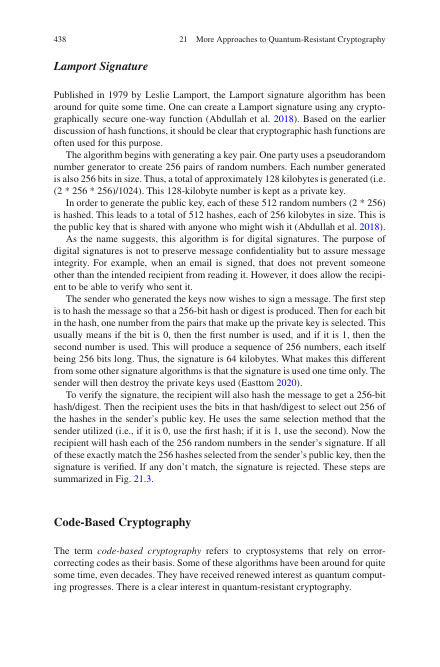 438 21 More Approaches to Quantum-Resistant Cryptography
Lamport Signature
Published in 1979 by Leslie Lamport, the Lamport signature algorithm has been
around for quite some time. One can create a Lamport signature using any crypto-
graphically secure one-way function (Abdullah et al. 2018). Based on the earlier
discussion of hash functions, it should be clear that cryptographic hash functions are
often used for this purpose.
The algorithm begins with generating a key pair. One party uses a pseudorandom
number generator to create 256 pairs of random numbers. Each number generated
is also 256 bits in size. Thus, a total of approximately 128 kilobytes is generated (i.e.
(2 * 256 * 256)/1024). This 128-kilobyte number is kept as a private key.
In order to generate the public key, each of these 512 random numbers (2 * 256)
is hashed. This leads to a total of 512 hashes, each of 256 kilobytes in size. This is
the public key that is shared with anyone who might wish it (Abdullah et al. 2018).
As the name suggests, this algorithm is for digital signatures. The purpose of
digital signatures is not to preserve message confidentiality but to assure message
integrity. For example, when an email is signed, that does not prevent someone
other than the intended recipient from reading it. However, it does allow the recipi-
ent to be able to verify who sent it.
The sender who generated the keys now wishes to sign a message. The first step
is to hash the message so that a 256-bit hash or digest is produced. Then for each bit
in the hash, one number from the pairs that make up the private key is selected. This
usually means if the bit is 0, then the first number is used, and if it is 1, then the
second number is used. This will produce a sequence of 256 numbers, each itself
being 256 bits long. Thus, the signature is 64 kilobytes. What makes this different
from some other signature algorithms is that the signature is used one time only. The
sender will then destroy the private keys used (Easttom 2020).
To verify the signature, the recipient will also hash the message to get a 256-bit
hash/digest. Then the recipient uses the bits in that hash/digest to select out 256 of
the hashes in the sender's public key. He uses the same selection method that the
sender utilized (i.e., if it is 0, use the first hash; if it is 1, use the second). Now the
recipient will hash each of the 256 random numbers in the sender's signature. If all
of these exactly match the 256 hashes selected from the sender's public key, then the
signature is verified. If any don't match, the signature is rejected. These steps are
summarized in Fig. 21.3.
Code-Based Cryptography
The term code-based cryptography refers to cryptosystems that rely on error-
correcting codes as their basis. Some of these algorithms have been around for quite
some time, even decades. They have received renewed interest as quantum comput-
ing progresses. There is a clear interest in quantum-resistant cryptography.